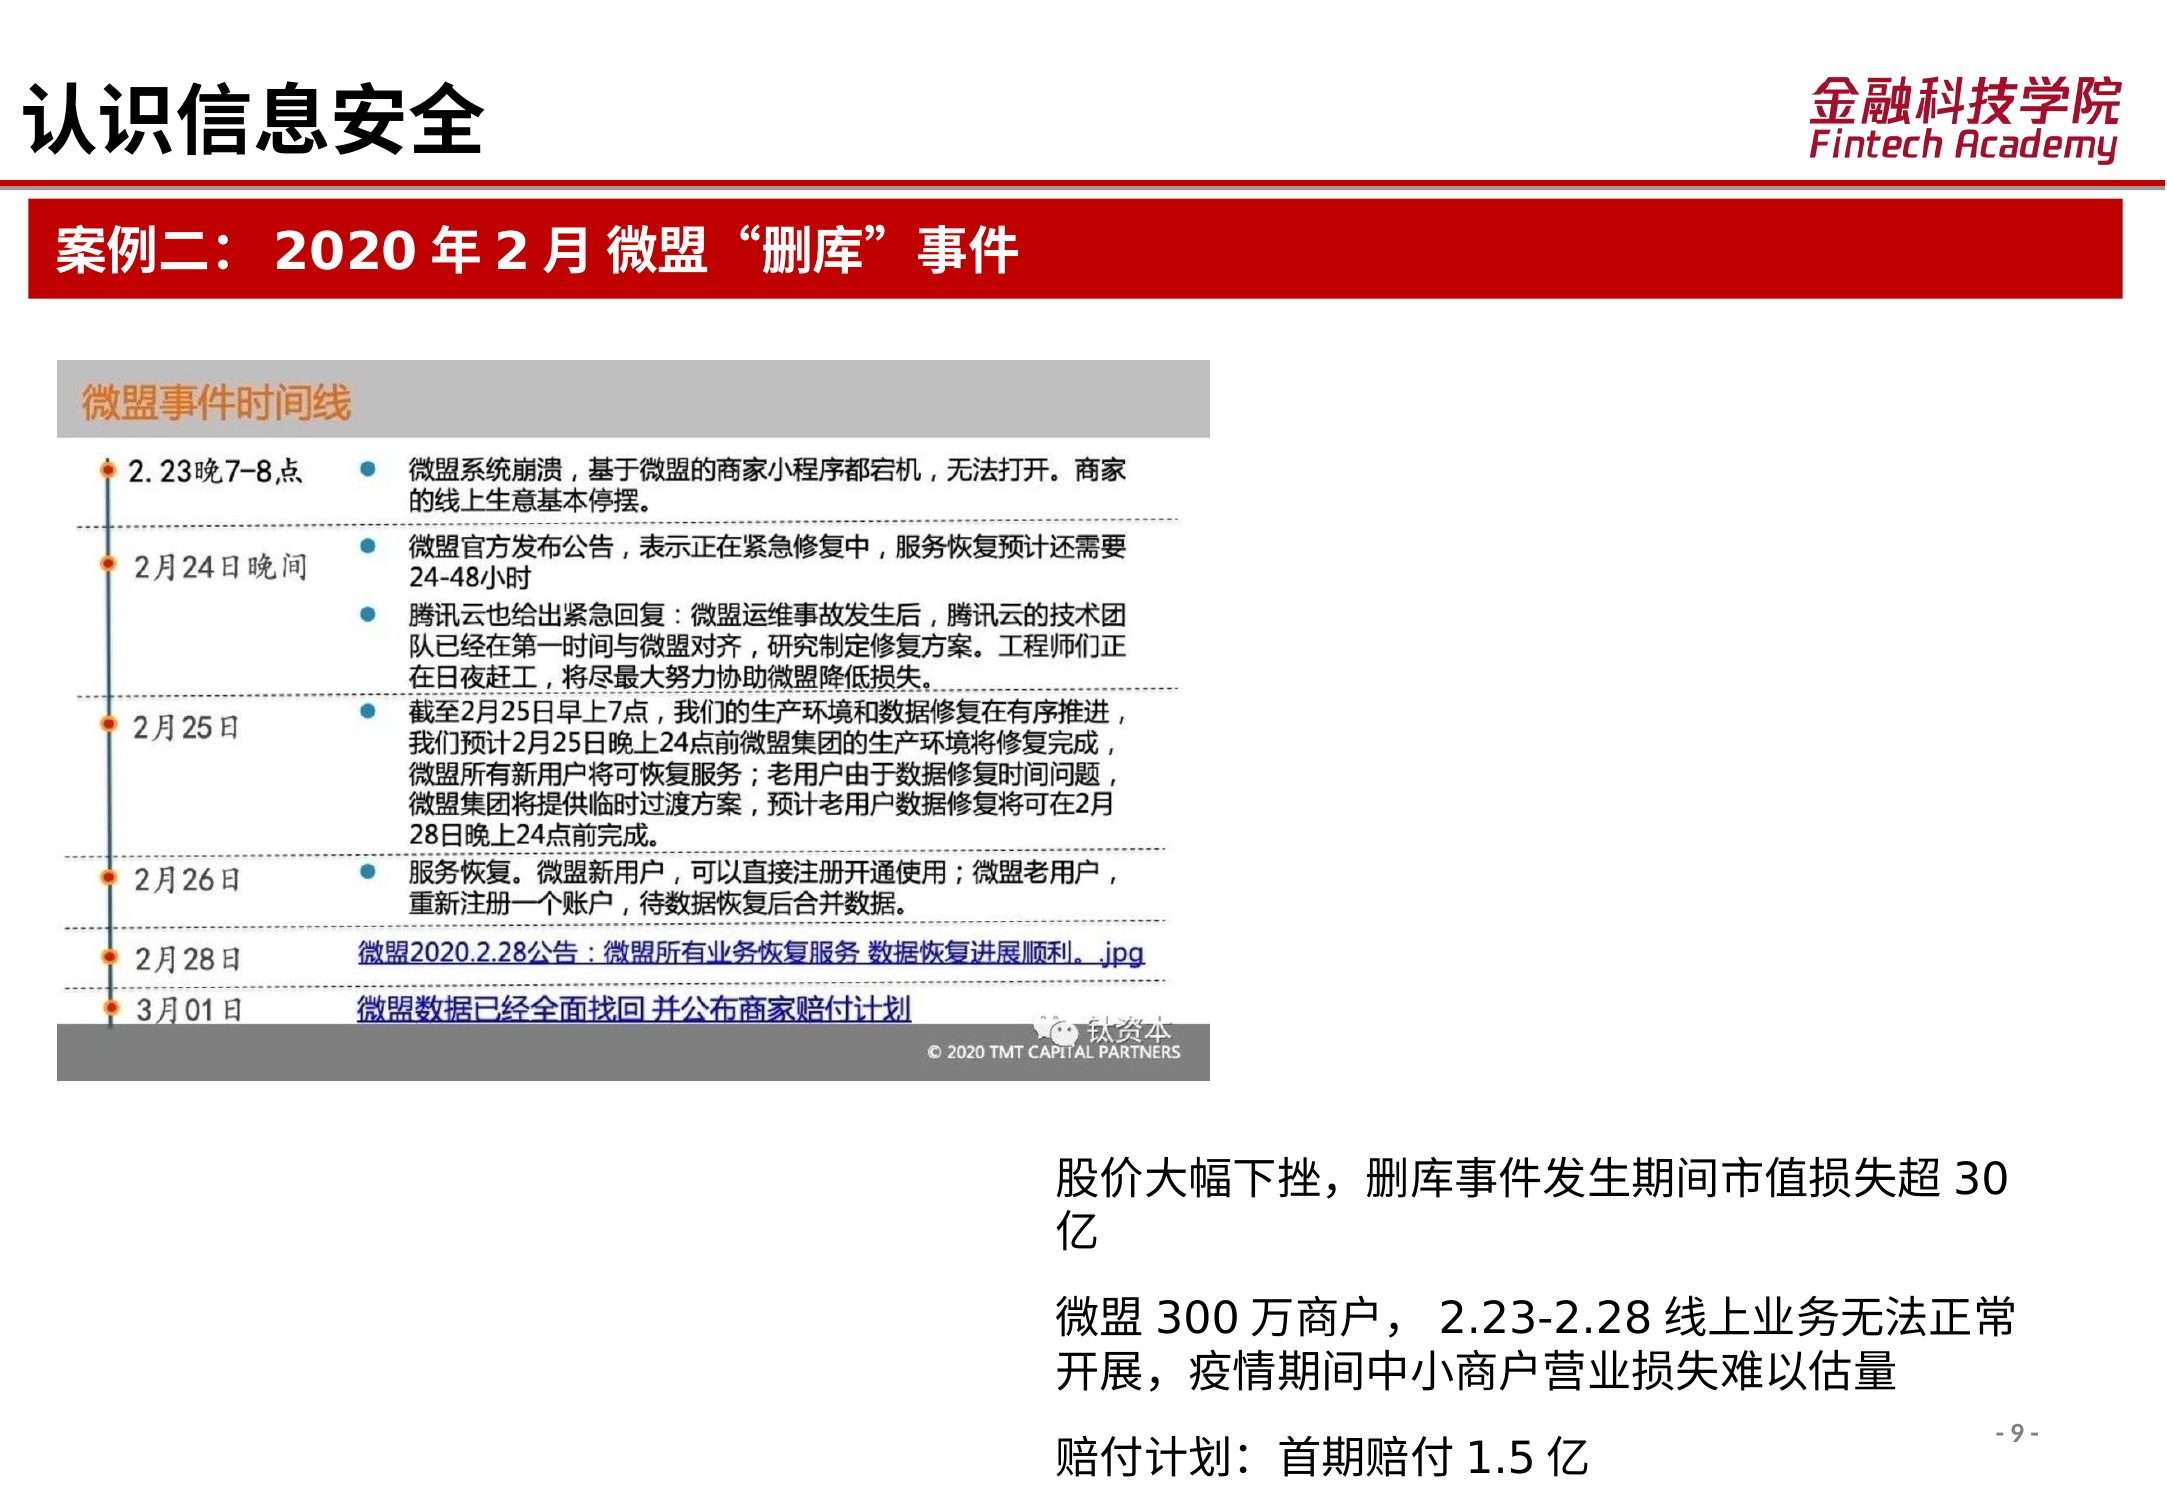 认识信息安全
金融科技学院
Fintech Academy
案例二： 2020 年 2 月 微盟“删库”事件
微盟事件时间线
2.23晚7-8点
微盟系统崩溃，基于微盟的商家小程序都宕机，无法打开。商家
的线上生意基本停摆。
2月24日晚间
微盟官方发布公告，表示正在紧急修复中，服务恢复预计还需要
24-48小时
腾讯云也给出紧急回复：微盟运维事故发生后，腾讯云的技术团
队已经在第一时间与微盟对齐，研究制定修复方案。工程师们正
在日夜赶工，将尽最大努力协助微盟降低损失。
2月25日
截至2月25日早上7点，我们的生产环境和数据修复在有序推进，
我们预计2月25日晚上24点前微盟集团的生产环境将修复完成，
微盟所有新用户将可恢复服务；老用户由于数据修复时间问题，
微盟集团将提供临时过渡方案，预计老用户数据修复将可在2月
28日晚上24点前完成。
2月26日
服务恢复。微盟新用户，可以直接注册开通使用；微盟老用户，
重新注册一个账户，待数据恢复后合并数据。
2月28日
微盟2020.2.28公告：微盟所有业务恢复服务 数据恢复进展顺利。.jpg
3月01日
微盟数据已经全面找回 并公布商家赔付计划
钛资本
© 2020 TMT CAPITAL PARTNERS
股价大幅下挫，删库事件发生期间市值损失超 30
亿
微盟 300 万商户， 2.23-2.28 线上业务无法正常
开展，疫情期间中小商户营业损失难以估量
赔付计划：首期赔付 1.5 亿
- 9 -